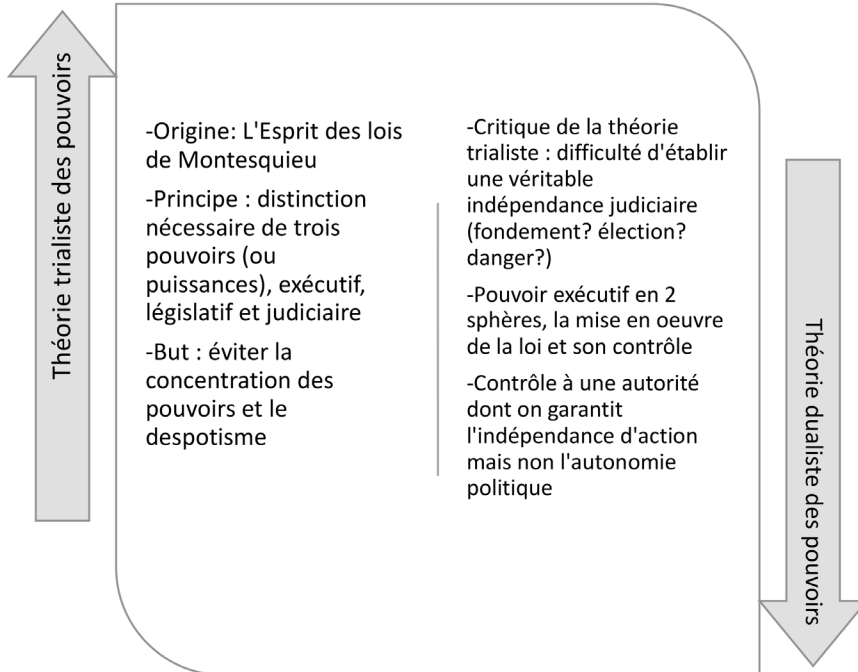 Théorie trialiste des pouvoirs
-Origine: L'Esprit des lois
de Montesquieu
-Principe : distinction
nécessaire de trois
pouvoirs (ou
puissances), exécutif,
législatif et judiciaire
-But : éviter la
concentration des
pouvoirs et le
despotisme
-Critique de la théorie
trialiste : difficulté d'établir
une véritable
indépendance judiciaire
(fondement? élection?
danger?)
-Pouvoir exécutif en 2
sphères, la mise en oeuvre
de la loi et son contrôle
-Contrôle à une autorité
dont on garantit
l'indépendance d'action
mais non l'autonomie
politique
Théorie dualiste des pouvoirs